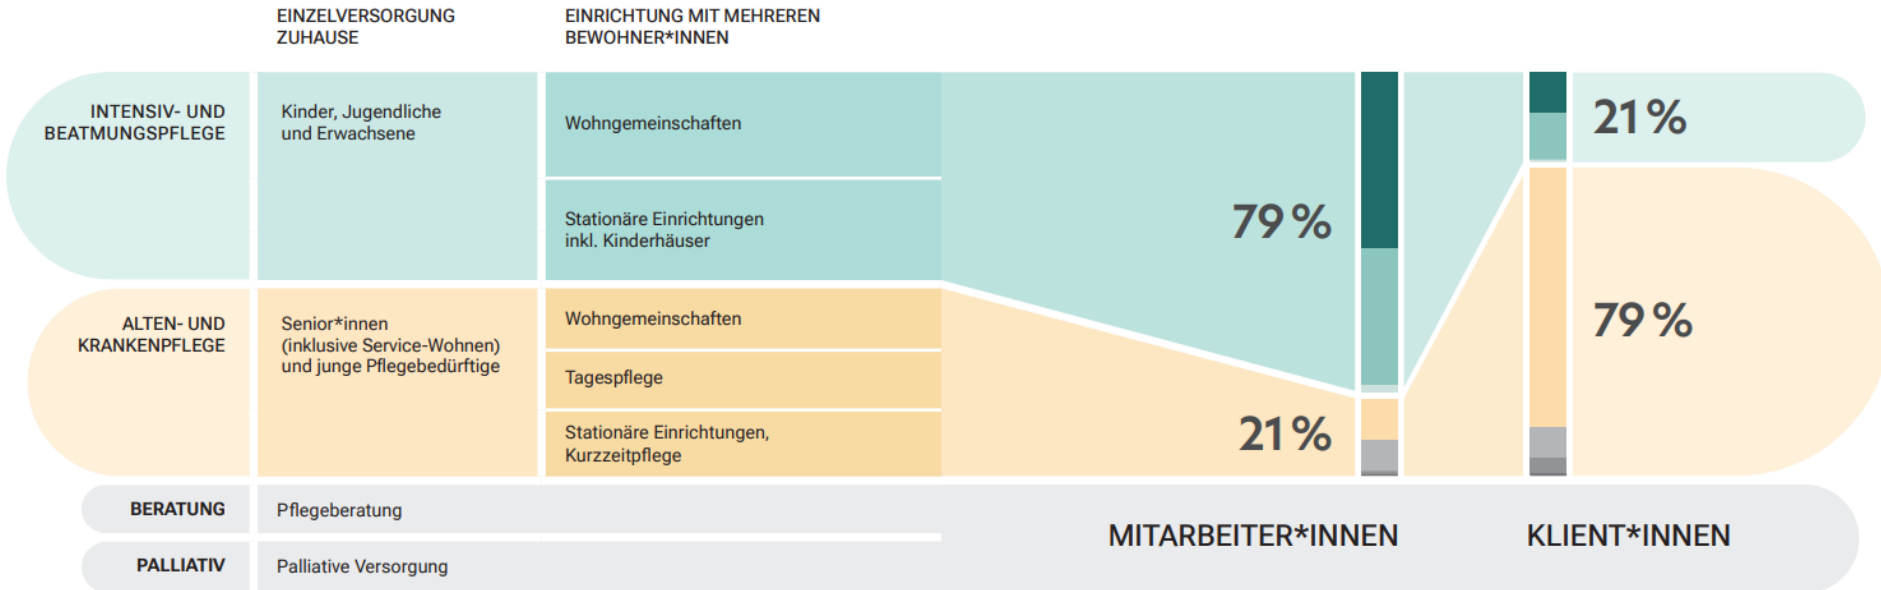 EINZELVERSORGUNG
ZUHAUSE
EINRICHTUNG MIT MEHREREN
BEWOHNER*INNEN
INTENSIV- UND
BEATMUNGSPFLEGE
Kinder, Jugendliche
und Erwachsene
Wohngemeinschaften
Stationäre Einrichtungen
inkl. Kinderhäuser
79 %
21 %
ALTEN- UND
KRANKENPFLEGE
Senior*innen
(inklusive Service-Wohnen)
und junge Pflegebedürftige
Wohngemeinschaften
Tagespflege
Stationäre Einrichtungen,
Kurzzeitpflege
21 %
79 %
BERATUNG
Pflegeberatung
PALLIATIV
Palliative Versorgung
MITARBEITER*INNEN
KLIENT*INNEN